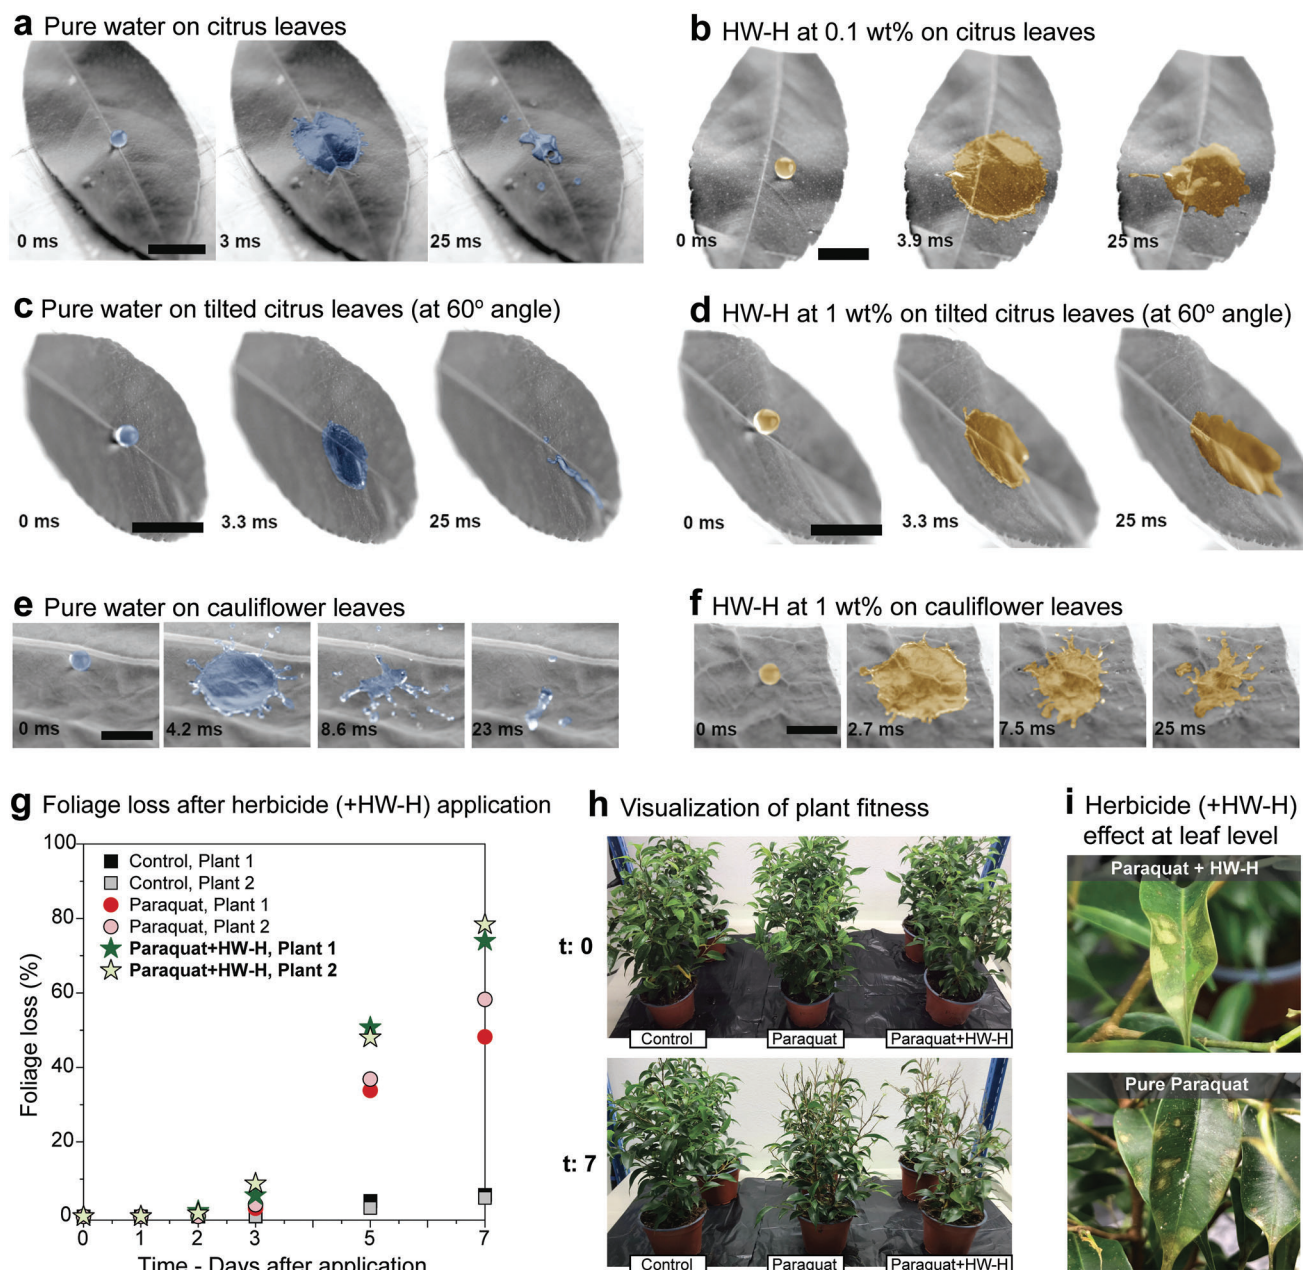 a Pure water on citrus leaves
0 ms
3 ms
25 ms
b HW-H at 0.1 wt% on citrus leaves
0 ms
3.9 ms
25 ms
c Pure water on tilted citrus leaves (at 60º angle)
0 ms
3.3 ms
25 ms
d HW-H at 1 wt% on tilted citrus leaves (at 60º angle)
0 ms
3.3 ms
25 ms
e Pure water on cauliflower leaves
0 ms
4.2 ms
8.6 ms
23 ms
f HW-H at 1 wt% on cauliflower leaves
0 ms
2.7 ms
7.5 ms
25 ms
g Foliage loss after herbicide (+HW-H) application
Foliage loss (%)
100
80
60
40
20
0
Control, Plant 1
Control, Plant 2
Paraquat, Plant 1
Paraquat, Plant 2
Paraquat+HW-H, Plant 1
Paraquat+HW-H, Plant 2
0 1 2 3 5 7
Time - Days after application
h Visualization of plant fitness
t: 0
Control
Paraquat
Paraquat+HW-H
t: 7
Control
Paraquat
Paraquat+HW-H
i Herbicide (+HW-H)
effect at leaf level
Paraquat + HW-H
Pure Paraquat